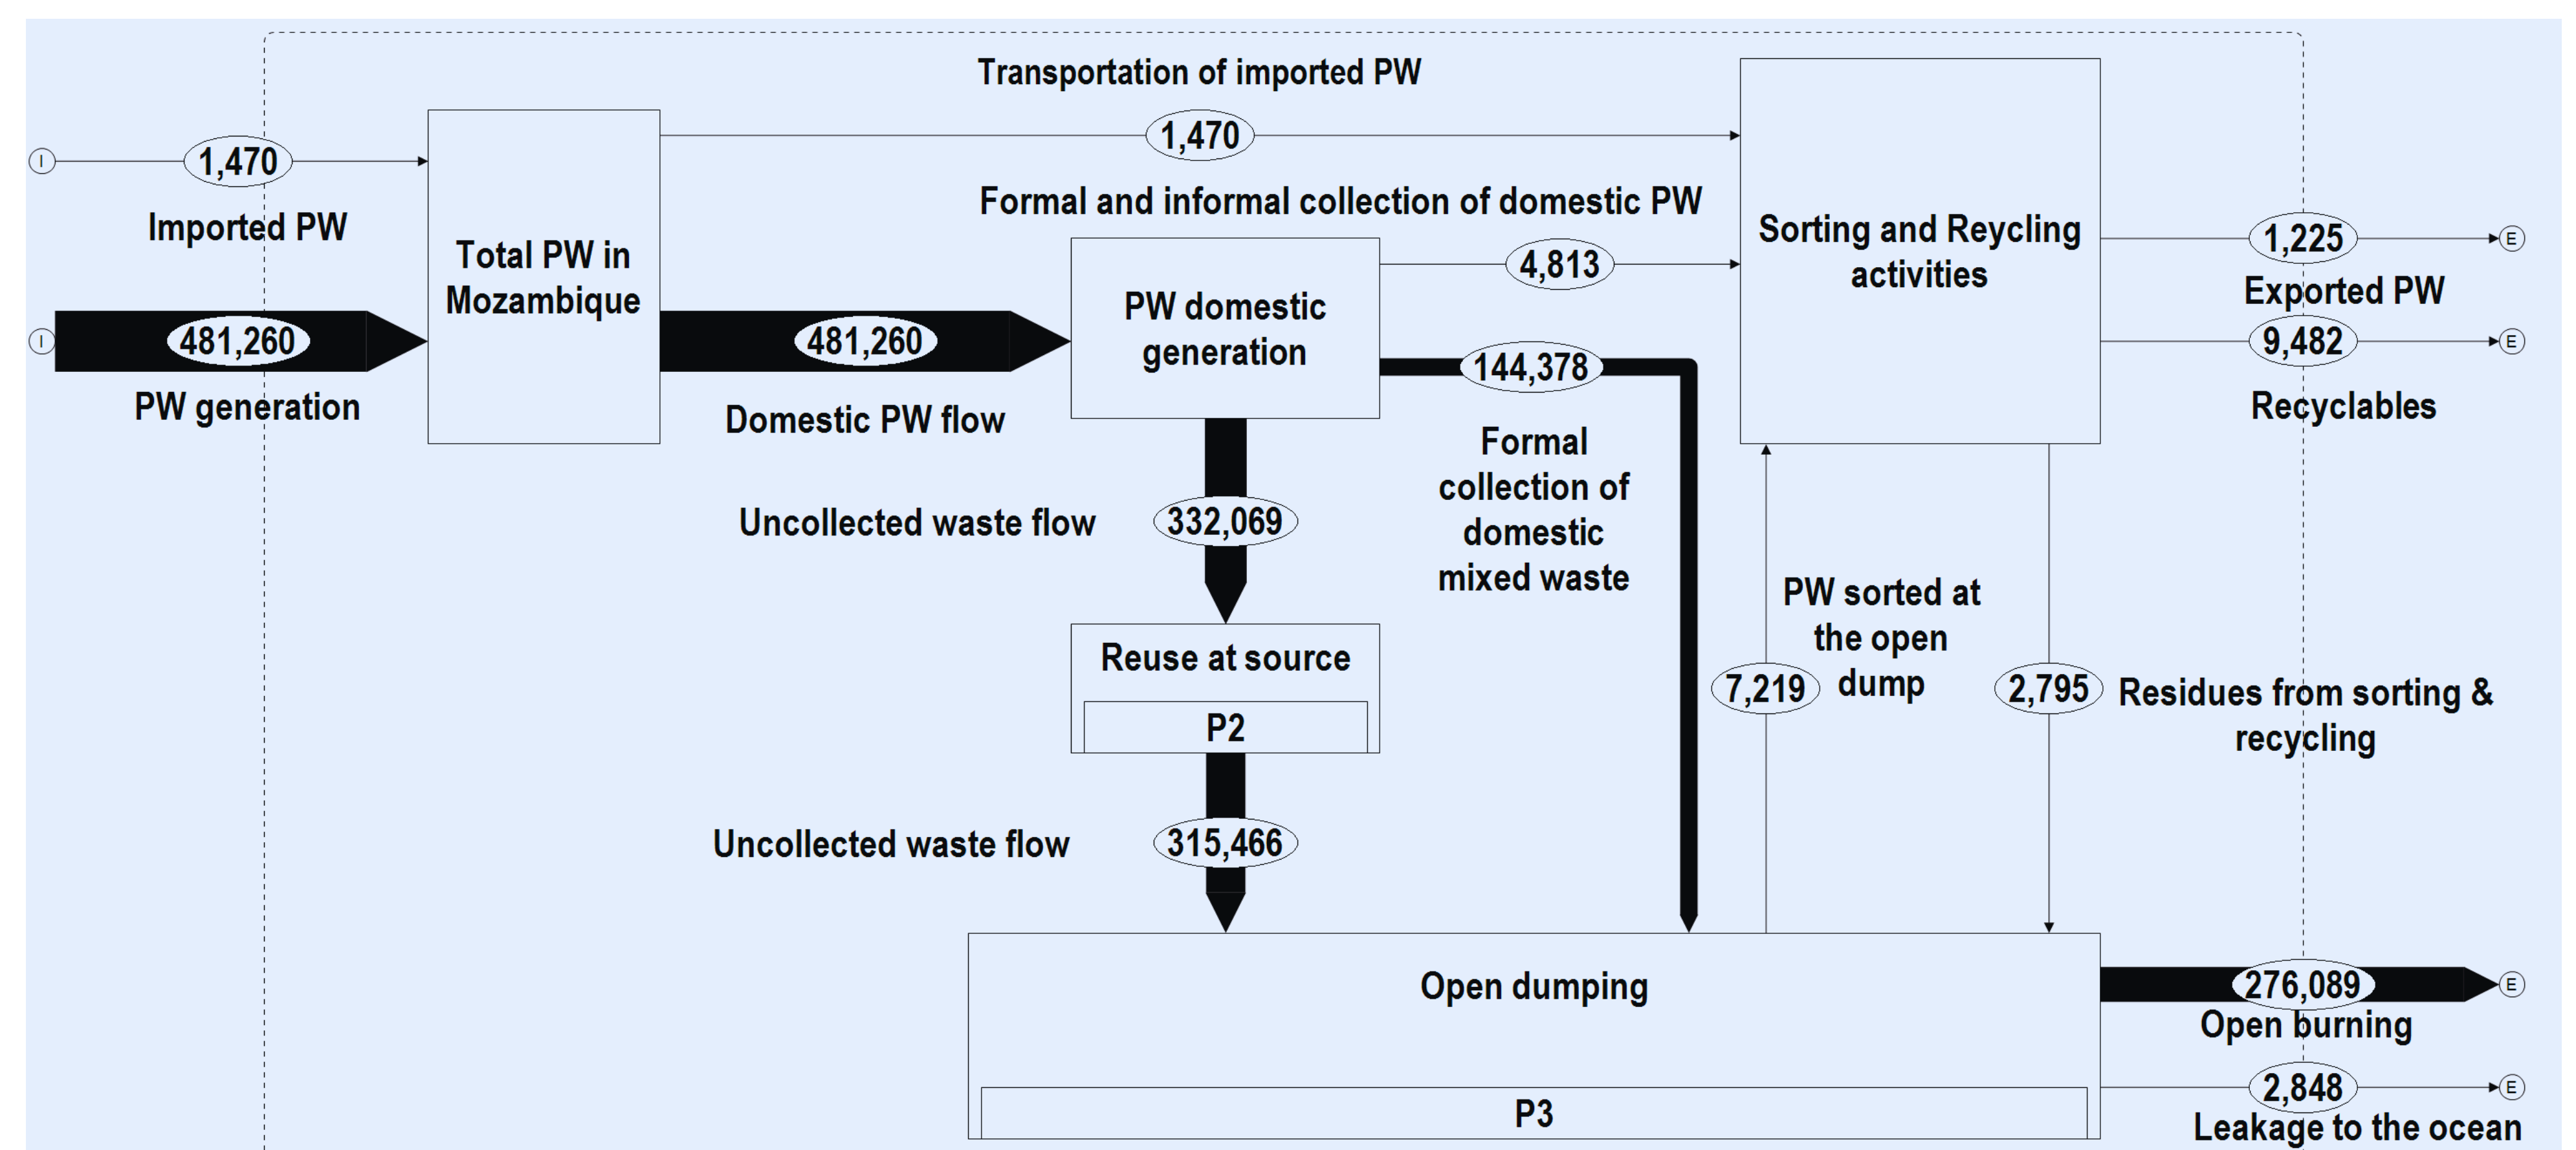 Transportation of imported PW
I
1,470
1,470
Imported PW
Total PW in
Mozambique
Formal and informal collection of domestic PW
Sorting and Reycling
activities
1,225
E
Exported PW
4,813
PW domestic
generation
I
481,260
481,260
9,482
E
PW generation
Domestic PW flow
144,378
Recyclables
Formal
collection of
domestic
mixed waste
Uncollected waste flow
332,069
PW sorted at
the open
dump
7,219
2,795
Residues from sorting &
recycling
Reuse at source
P2
Uncollected waste flow
315,466
Open dumping
276,089
E
Open burning
P3
2,848
E
Leakage to the ocean